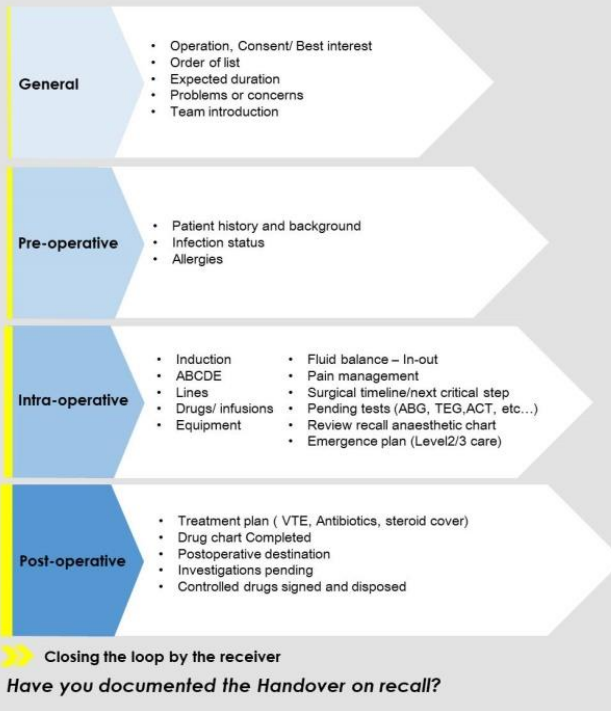 General
• Operation, Consent/ Best interest
• Order of list
• Expected duration
• Problems or concerns
• Team introduction
Pre-operative
• Patient history and background
• Infection status
• Allergies
Intra-operative
• Induction
• ABCDE
• Lines
• Drugs/ infusions
• Equipment
• Fluid balance – In-out
• Pain management
• Surgical timeline/next critical step
• Pending tests (ABG, TEG,ACT, etc…)
• Review recall anaesthetic chart
• Emergence plan (Level2/3 care)
Post-operative
• Treatment plan ( VTE, Antibiotics, steroid cover)
• Drug chart Completed
• Postoperative destination
• Investigations pending
• Controlled drugs signed and disposed
Closing the loop by the receiver
Have you documented the Handover on recall?